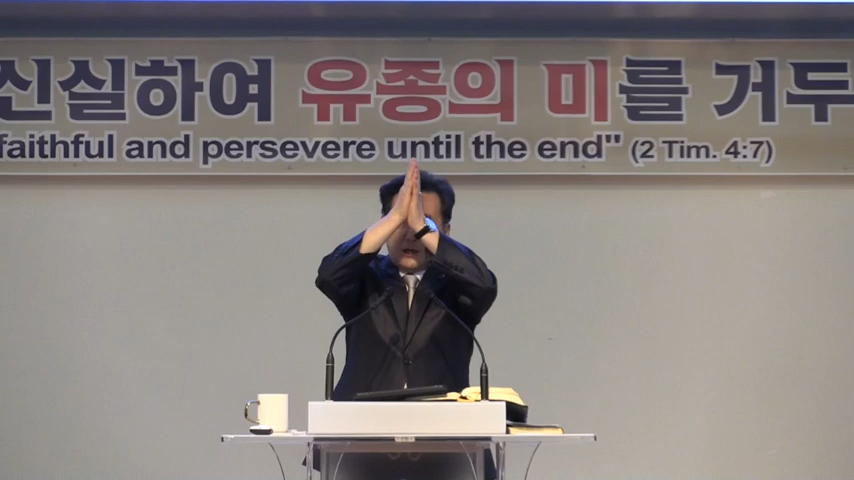 진실하여 유종의 미를 거두
faithful and persevere until the end" (2 Tim. 4:7)